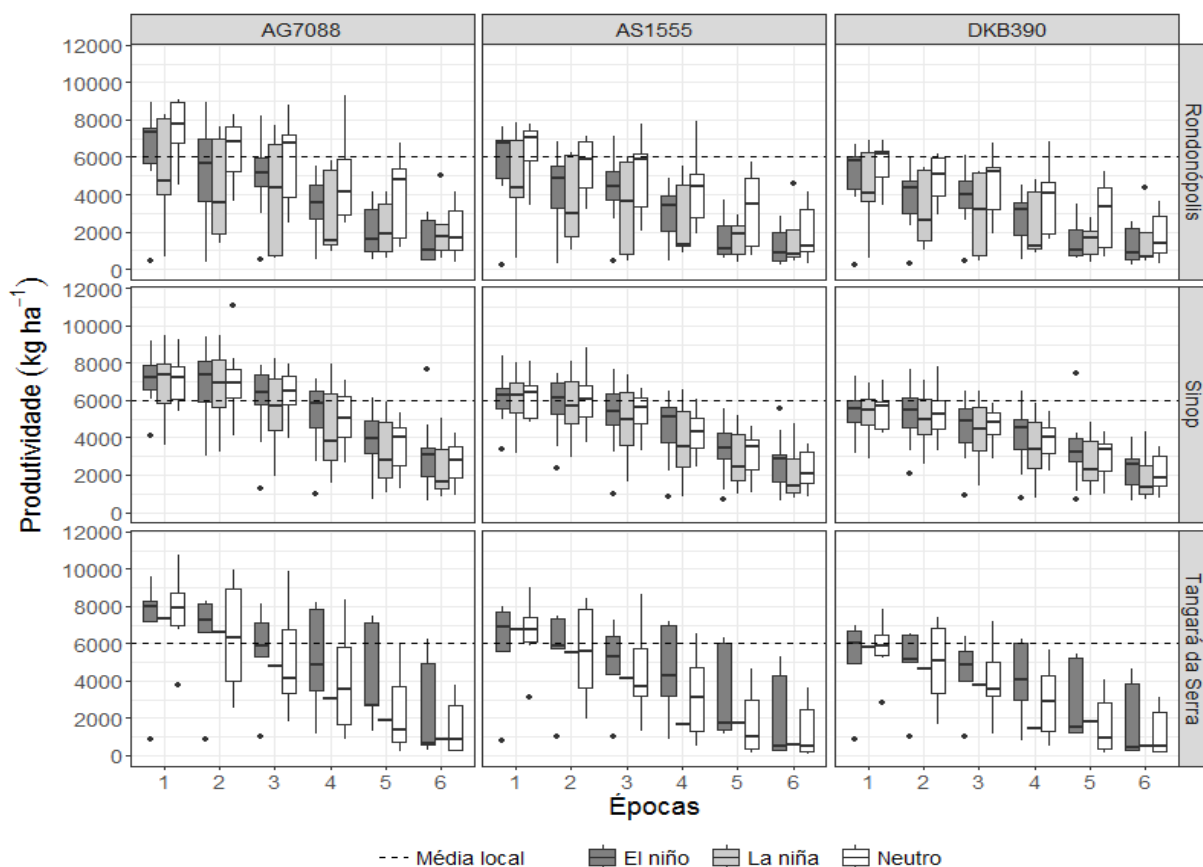 AG7088 AS1555 DKB390
Produtividade (kg ha⁻¹)
12000
10000
8000
6000
4000
2000
0
Rondonópolis
12000
10000
8000
6000
4000
2000
0
Sinop
12000
10000
8000
6000
4000
2000
0
Tangará da Serra
1 2 3 4 5 6 1 2 3 4 5 6 1 2 3 4 5 6
Épocas
Média local El niño La niña Neutro